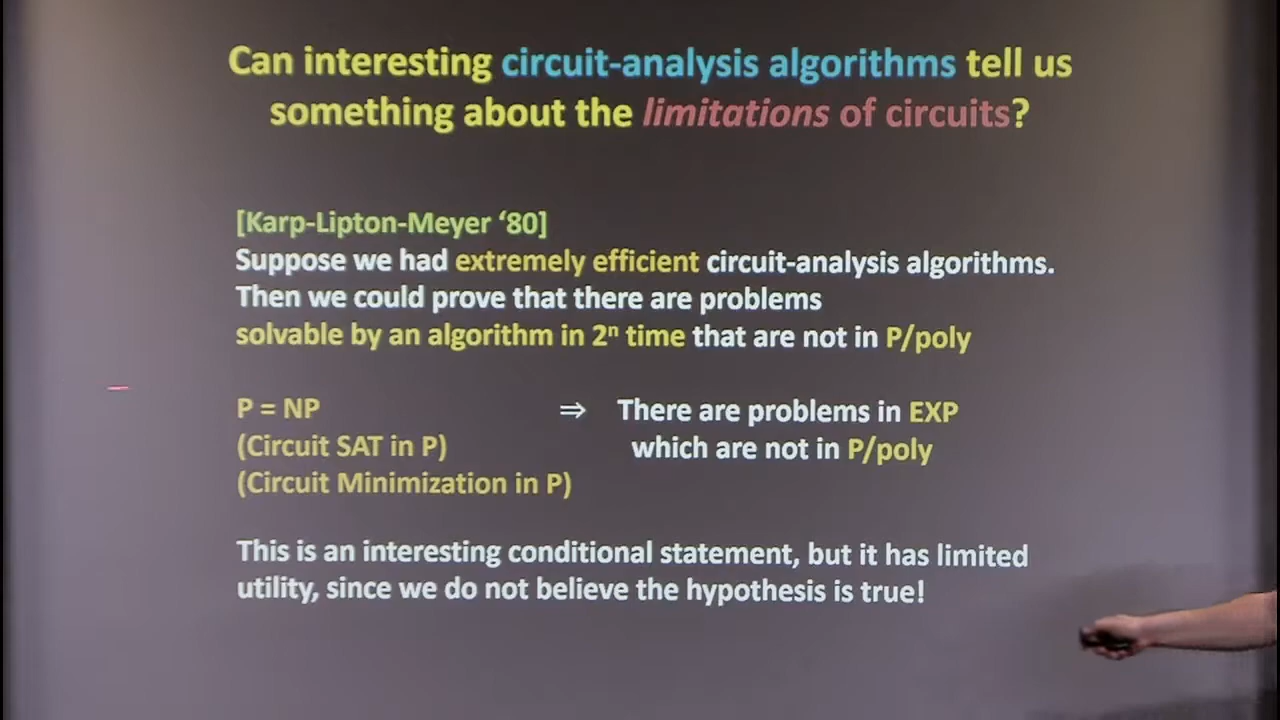 Can interesting circuit-analysis algorithms tell us
something about the limitations of circuits?
[Karp-Lipton-Meyer ‘80]
Suppose we had extremely efficient circuit-analysis algorithms.
Then we could prove that there are problems
solvable by an algorithm in 2ⁿ time that are not in P/poly
P = NP ⇒ There are problems in EXP
(Circuit SAT in P) which are not in P/poly
(Circuit Minimization in P)
This is an interesting conditional statement, but it has limited
utility, since we do not believe the hypothesis is true!